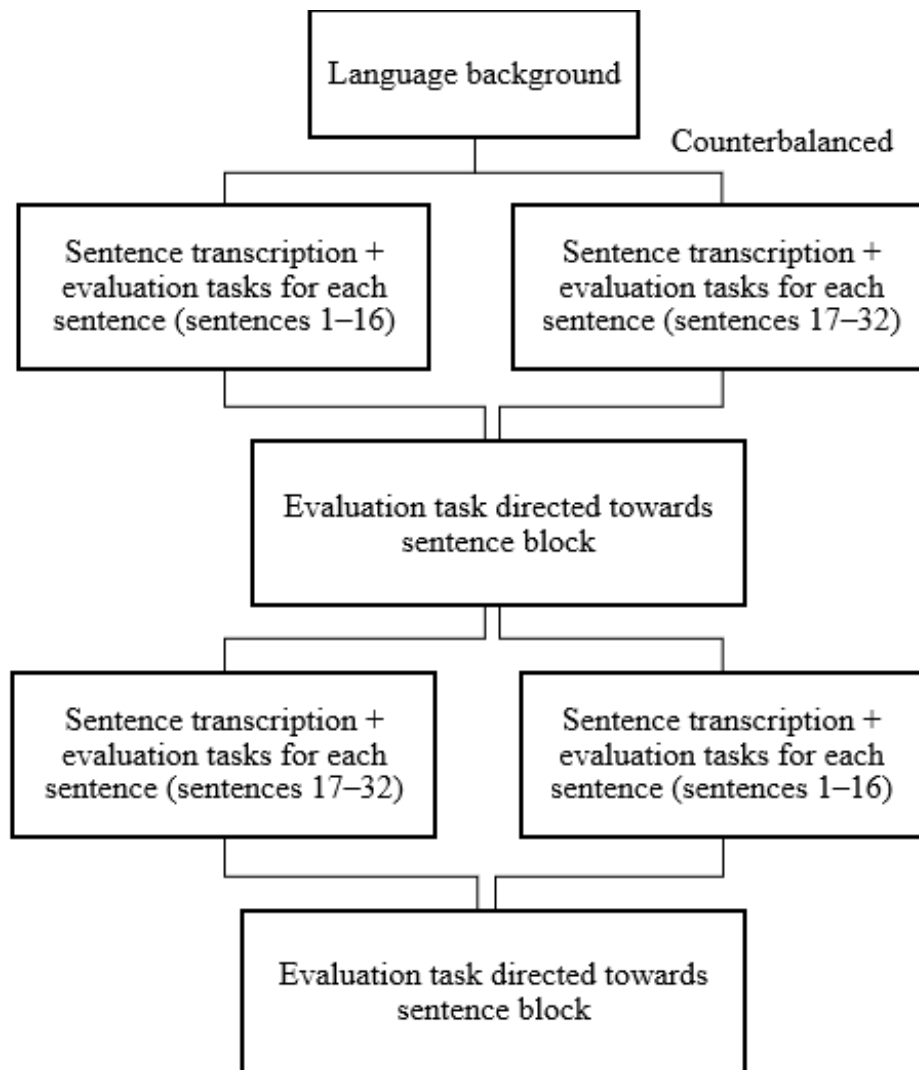 Language background
Counterbalanced
Sentence transcription +
evaluation tasks for each
sentence (sentences 1–16)
Sentence transcription +
evaluation tasks for each
sentence (sentences 17–32)
Evaluation task directed towards
sentence block
Sentence transcription +
evaluation tasks for each
sentence (sentences 17–32)
Sentence transcription +
evaluation tasks for each
sentence (sentences 1–16)
Evaluation task directed towards
sentence block